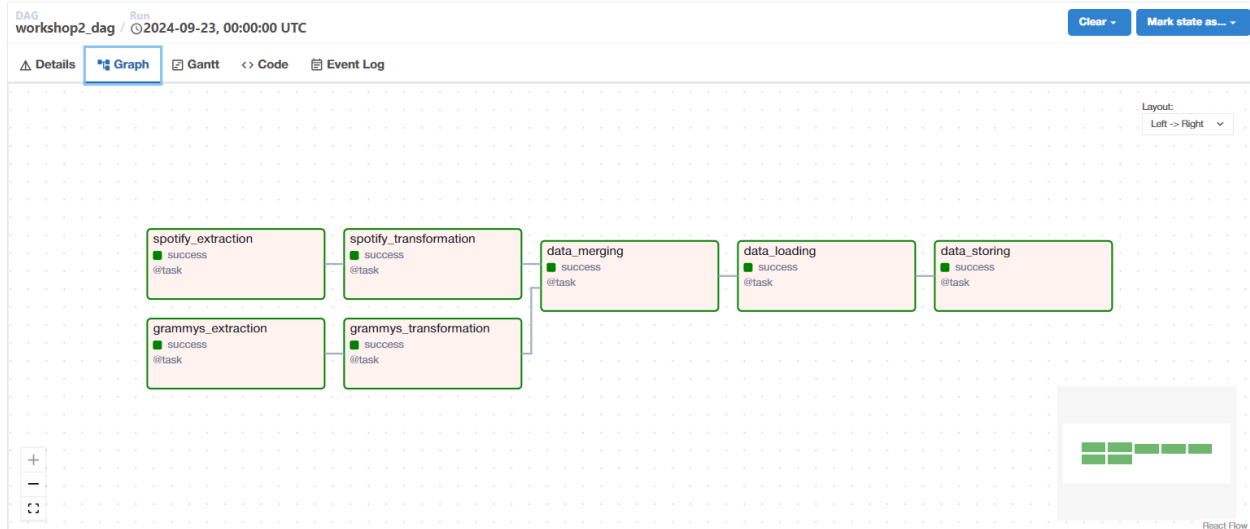 DAG
workshop2_dag
/
Run
2024-09-23, 00:00:00 UTC
Clear
Mark state as...
Details
Graph
Gantt
Code
Event Log
Layout:
Left -> Right
spotify_extraction
success
@task
spotify_transformation
success
@task
data_merging
success
@task
data_loading
success
@task
data_storing
success
@task
grammys_extraction
success
@task
grammys_transformation
success
@task
React Flow